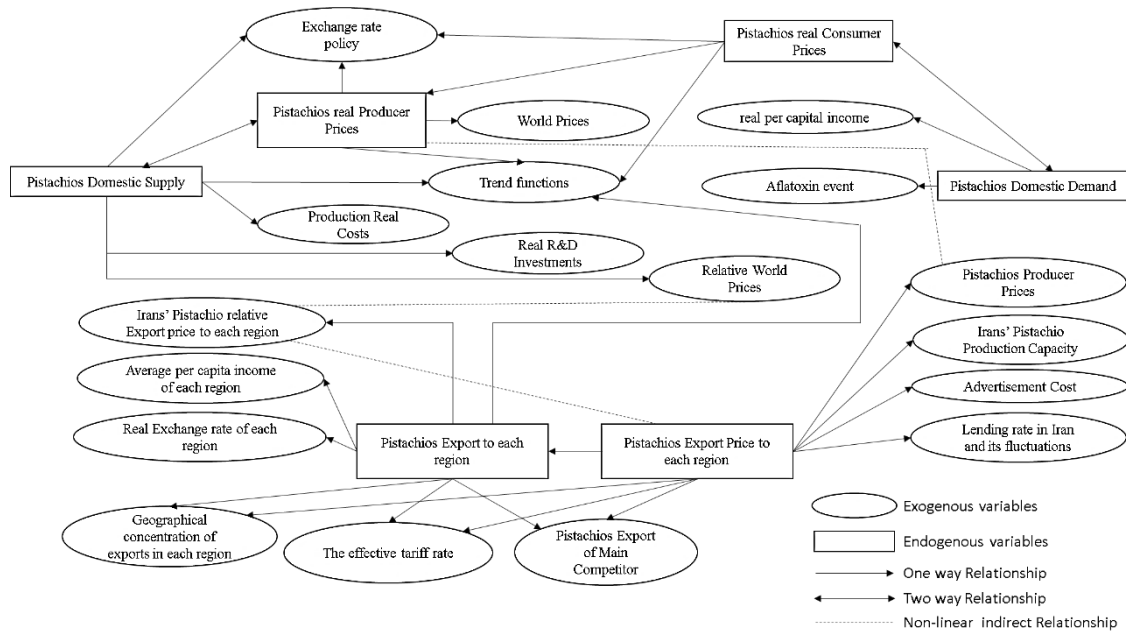 Exchange rate
policy
Pistachios real Consumer
Prices
Pistachios real Producer
Prices
World Prices
real per capital income
Pistachios Domestic Supply
Trend functions
Aflatoxin event
Pistachios Domestic Demand
Production Real
Costs
Real R&D
Investments
Relative World
Prices
Pistachios Producer
Prices
Irans’ Pistachio relative
Export price to each region
Irans’ Pistachio
Production Capacity
Average per capita income
of each region
Advertisement Cost
Real Exchange rate of each
region
Pistachios Export to each
region
Pistachios Export Price to
each region
Lending rate in Iran
and its fluctuations
Geographical
concentration of
exports in each region
The effective tariff rate
Pistachios Export
of Main
Competitor
Exogenous variables
Endogenous variables
One way Relationship
Two way Relationship
Non-linear indirect Relationship